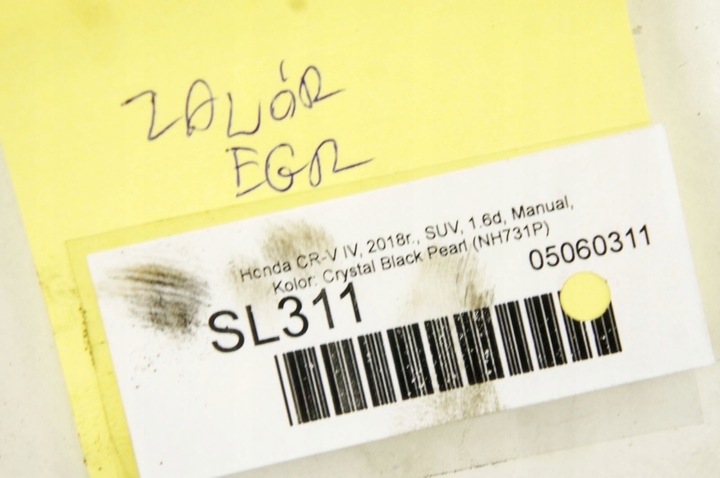 ZAWÓR
EGR
Honda CR-V IV, 2018r., SUV, 1.6d, Manual,
Kolor: Crystal Black Pearl (NH731P)
SL311
05060311